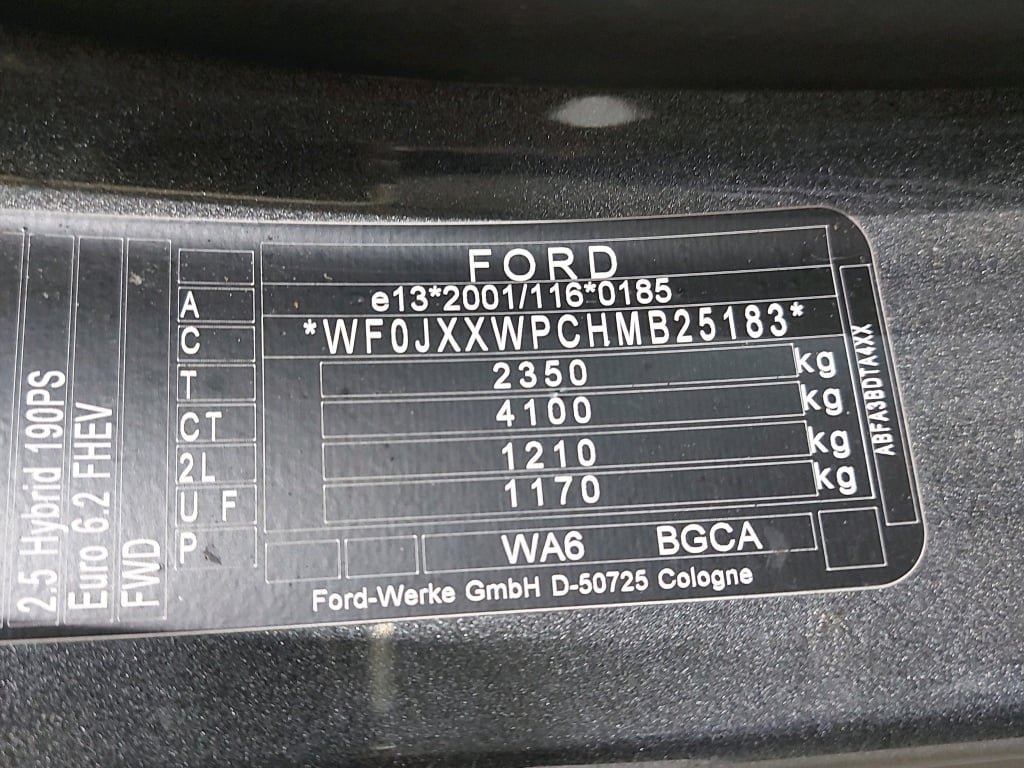 2.5 Hybrid 190PS
Euro 6.2 FHEV
FWD
A
C
T
CT
2L
U F
P
FORD
e13*2001/116*0185
*WF0JXXWPCHMB25183*
2350 kg
4100 kg
1210 kg
1170 kg
WA6 BGCA
Ford-Werke GmbH D-50725 Cologne
ABFA3BDTA4XX